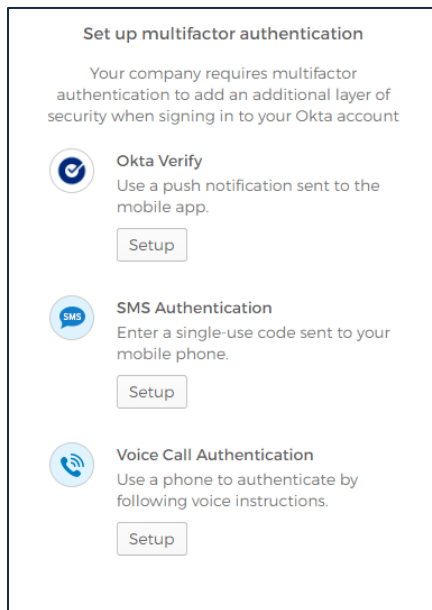 Set up multifactor authentication
Your company requires multifactor
authentication to add an additional layer of
security when signing in to your Okta account
Okta Verify
Use a push notification sent to the
mobile app.
Setup
SMS
SMS Authentication
Enter a single-use code sent to your
mobile phone.
Setup
Voice Call Authentication
Use a phone to authenticate by
following voice instructions.
Setup